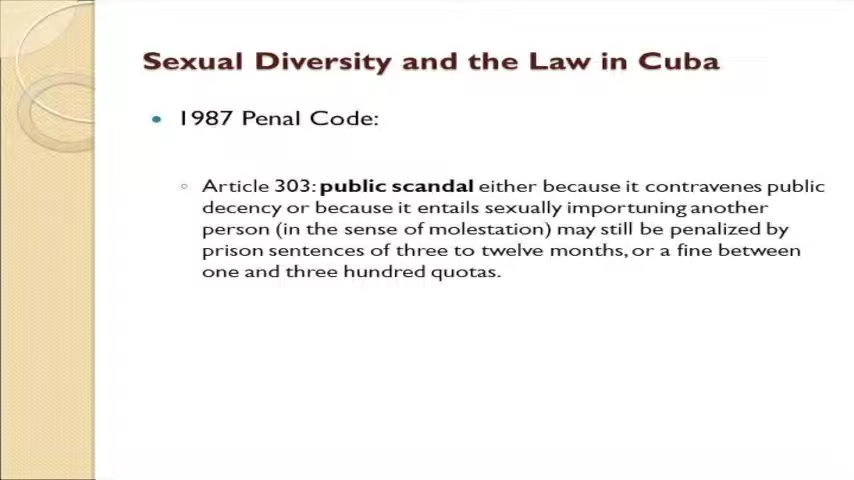 Sexual Diversity and the Law in Cuba
• 1987 Penal Code:
◦ Article 303: public scandal either because it contravenes public
decency or because it entails sexually importuning another
person (in the sense of molestation) may still be penalized by
prison sentences of three to twelve months, or a fine between
one and three hundred quotas.